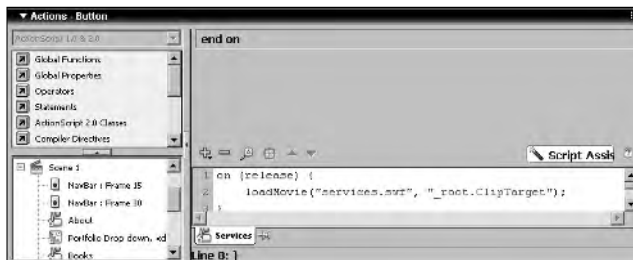 Actions - Button
ActionScript 1.0 & 2.0
Global Functions
Global Properties
Operators
Statements
ActionScript 2.0 Classes
Compiler Directives
Scene 1
NavBar : Frame 15
NavBar : Frame 30
About
Portfolio Drop down, <d
Books
end on
Script Assis
1 on (release) {
2 loadMovie("services.swf", "_root.ClipTarget");
3 }
Services
Line 8: }